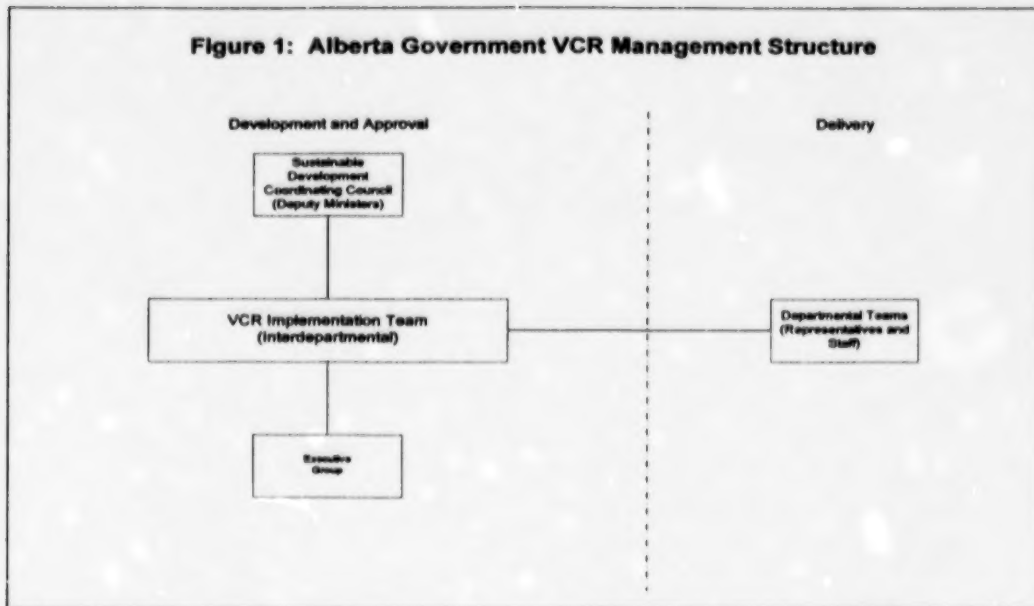 Figure 1: Alberta Government VCR Management Structure
Development and Approval
Delivery
Sustainable
Development
Coordinating Council
(Deputy Ministers)
VCR Implementation Team
(Interdepartmental)
Departmental Teams
(Representatives and
Staff)
Executive
Group